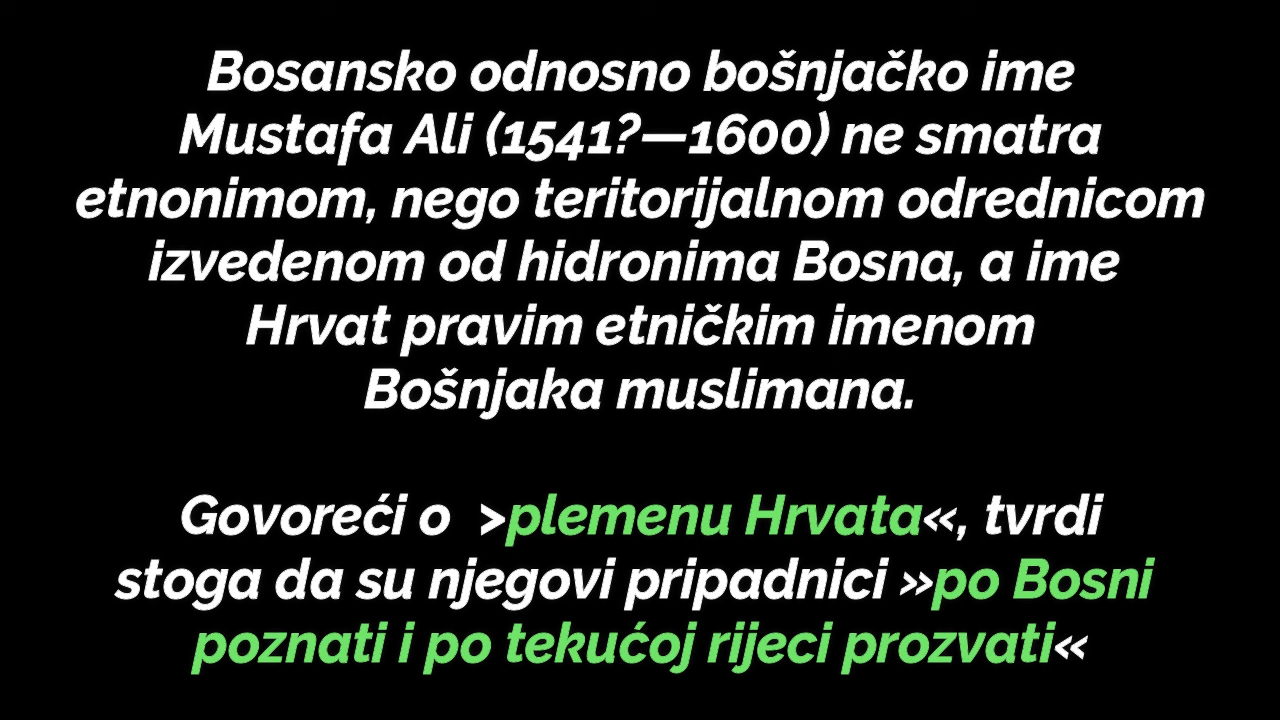 Bosansko odnosno bošnjačko ime
Mustafa Ali (1541?—1600) ne smatra
etnonimom, nego teritorijalnom odrednicom
izvedenom od hidronima Bosna, a ime
Hrvat pravim etničkim imenom
Bošnjaka muslimana.
Govoreći o >plemenu Hrvata«, tvrdi
stoga da su njegovi pripadnici »po Bosni
poznati i po tekućoj rijeci prozvati«